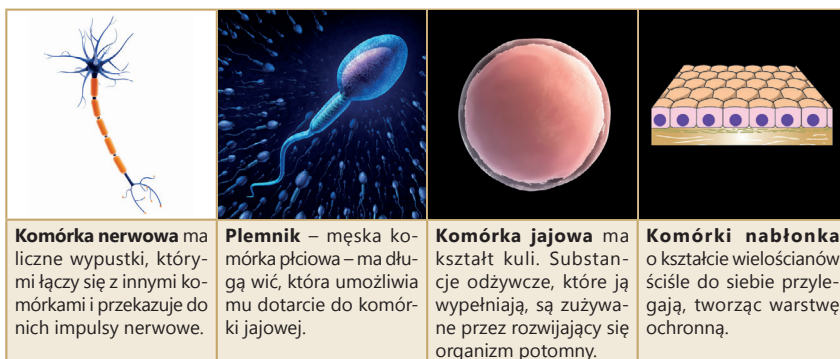 Komórka nerwowa ma
liczne wypustki, który-
mi łączy się z innymi ko-
mórkami i przekazuje do
nich impulsy nerwowe.
Plemnik – męska ko-
mórka płciowa – ma dłu-
gą wić, która umożliwia
mu dotarcie do komór-
ki jajowej.
Komórka jajowa ma
kształt kuli. Substan-
cje odżywcze, które ją
wypełniają, są zużywa-
ne przez rozwijający się
organizm potomny.
Komórki nabłonka
o kształcie wielościanów
ściśle do siebie przyle-
gają, tworząc warstwę
ochronną.